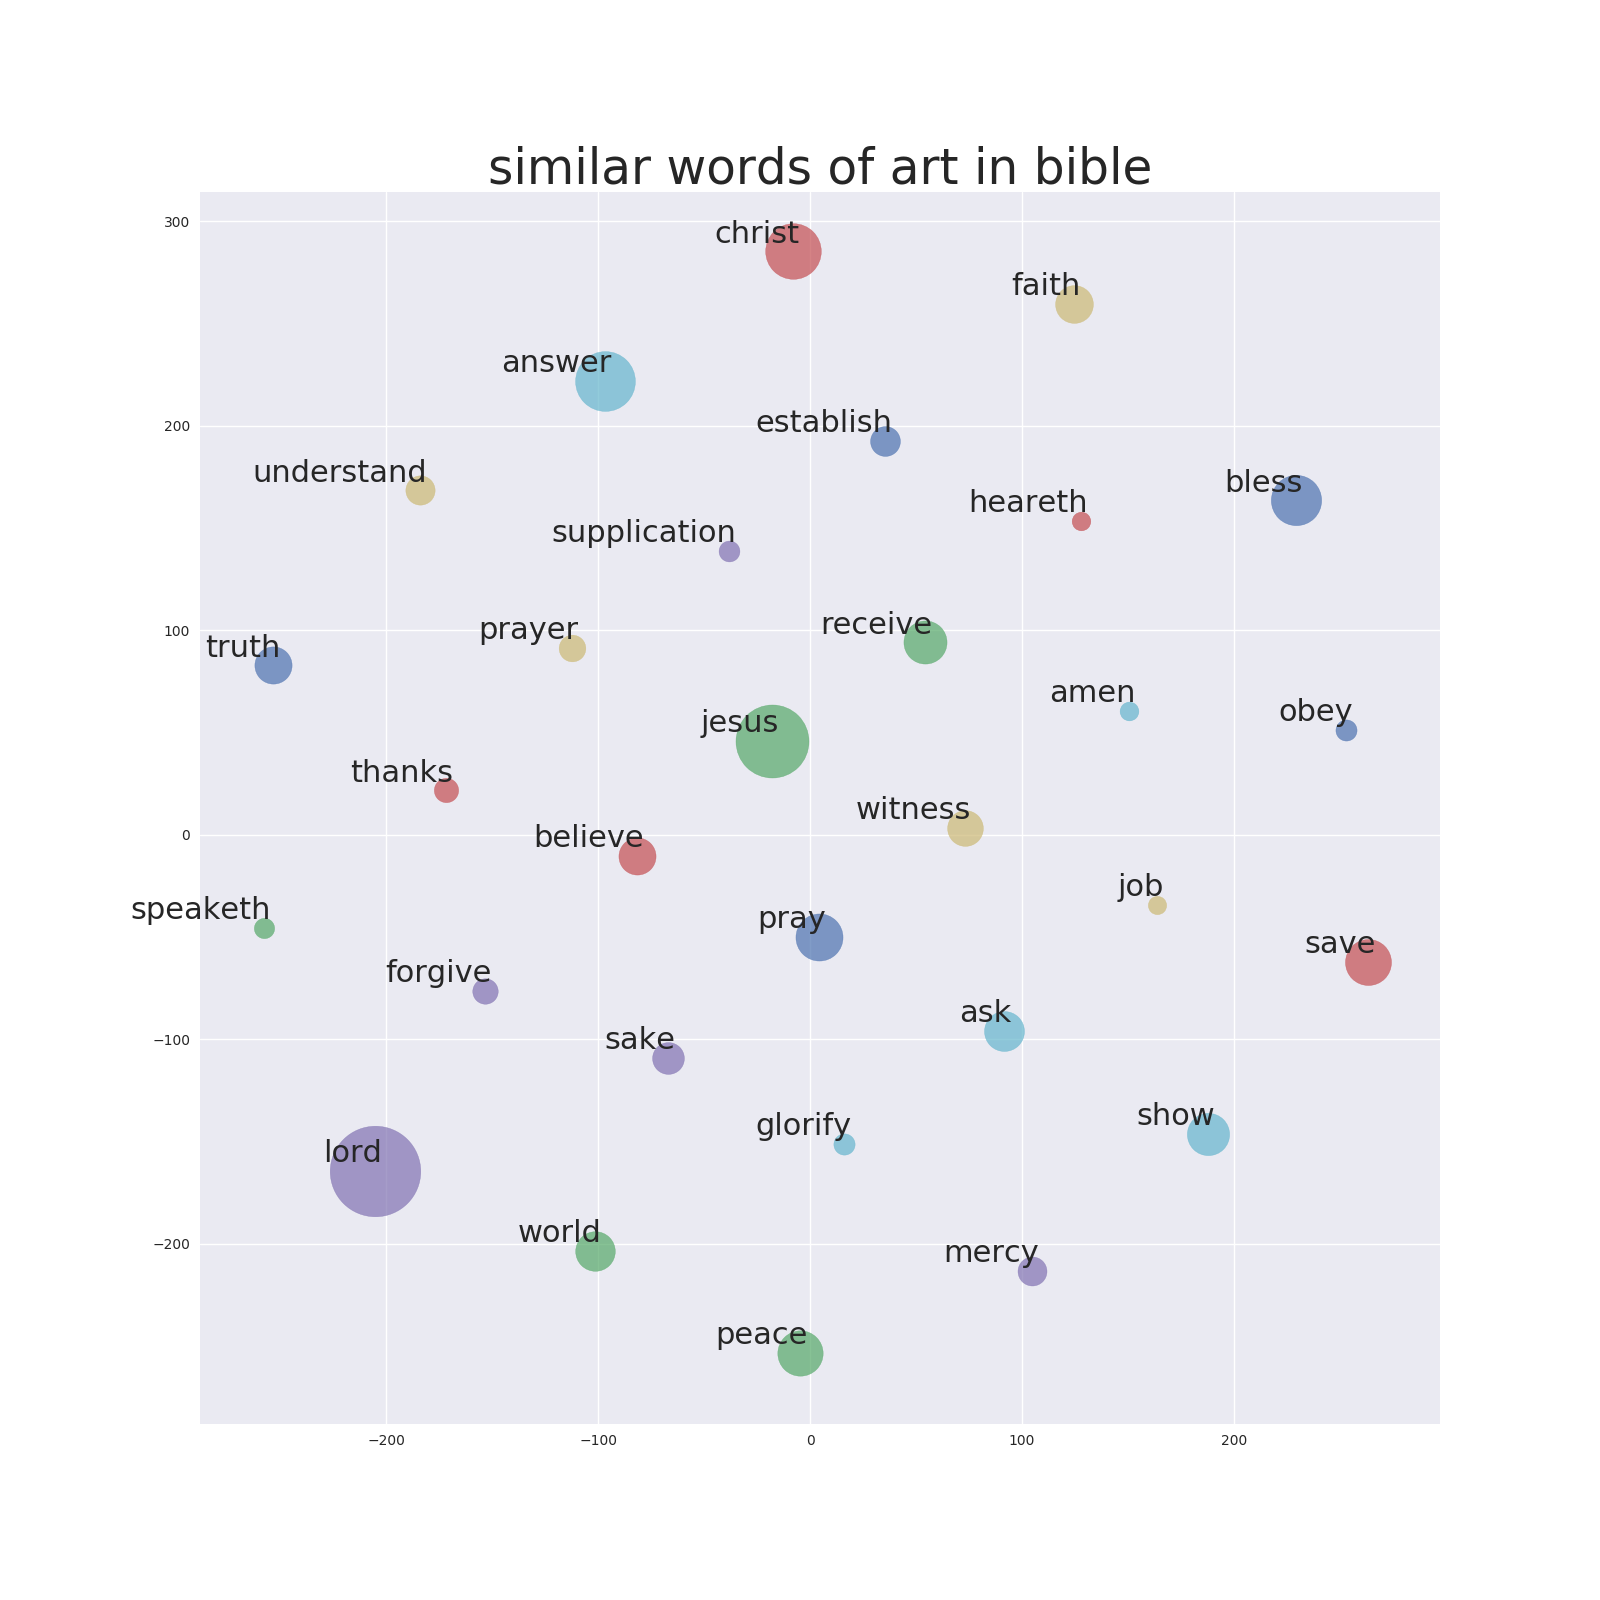 similar words of art in bible
300
christ
faith
answer
establish
200
understand
bless
heareth
supplication
receive
prayer
100
truth
amen
obey
jesus
thanks
witness
0
believe
job
speaketh
pray
save
forgive
ask
sake
−100
show
glorify
lord
world
−200
mercy
peace
−200 −100 0 100 200